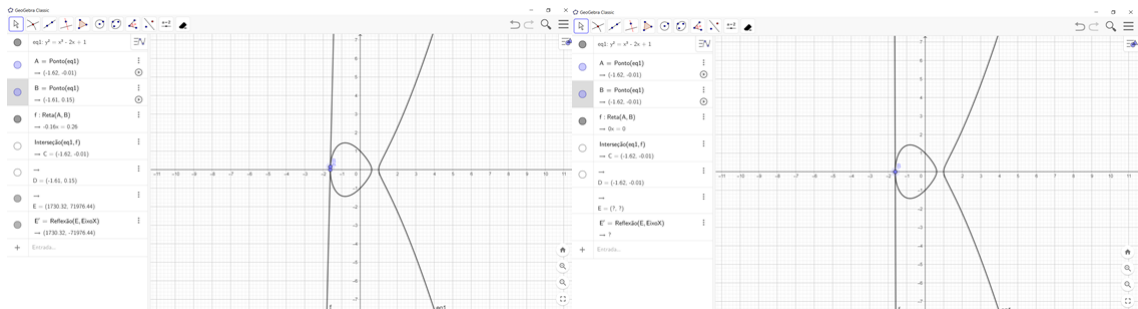 GeoGebra Classic
eq1: y² = x³ - 2x + 1
A = Ponto(eq1)
→ (-1.62, -0.01)
B = Ponto(eq1)
→ (-1.61, 0.15)
f : Reta(A, B)
→ -0.16x = 0.26
Interseção(eq1, f)
→ C = (-1.62, -0.01)
→
D = (-1.61, 0.15)
→
E = (1730.32, 71976.44)
E' = Reflexão(E, EixoX)
→ (1730.32, -71976.44)
+ Entrada...
eq1
GeoGebra Classic
eq1: y² = x³ - 2x + 1
A = Ponto(eq1)
→ (-1.62, -0.01)
B = Ponto(eq1)
→ (-1.62, -0.01)
f : Reta(A, B)
→ 0x = 0
Interseção(eq1, f)
→ C = (-1.62, -0.01)
→
D = (-1.62, -0.01)
→
E = (?, ?)
E' = Reflexão(E, EixoX)
→ ?
+ Entrada...